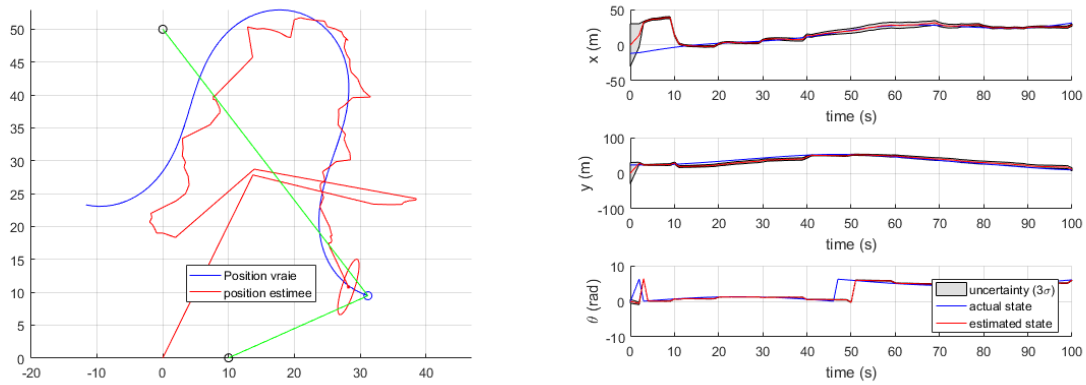 50
45
40
35
30
25
20
15
10
5
0
-20 -10 0 10 20 30 40
Position vraie
position estimee
50
0
-50
x (m)
0 10 20 30 40 50 60 70 80 90 100
time (s)
100
0
-100
y (m)
0 10 20 30 40 50 60 70 80 90 100
time (s)
10
0
-10
θ (rad)
uncertainty (3σ)
actual state
estimated state
0 10 20 30 40 50 60 70 80 90 100
time (s)